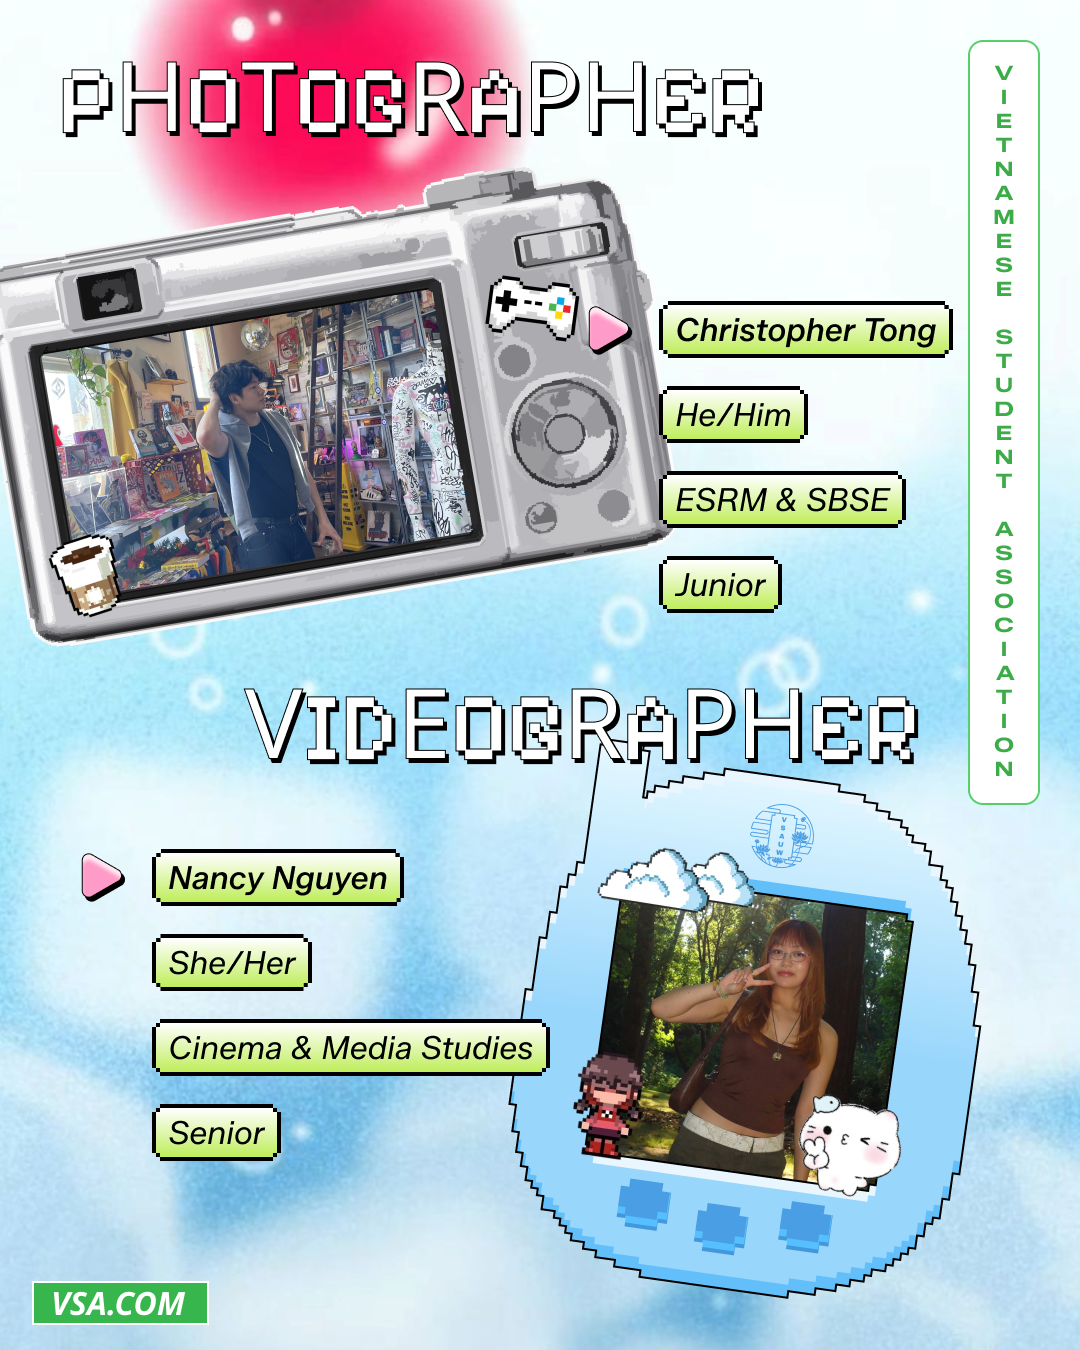 PHOTOGRAPHER
Christopher Tong
He/Him
ESRM & SBSE
Junior
VIETNAMESE STUDENT ASSOCIATION
VIDEOGRAPHER
VSAUW
Nancy Nguyen
She/Her
Cinema & Media Studies
Senior
VSA.COM